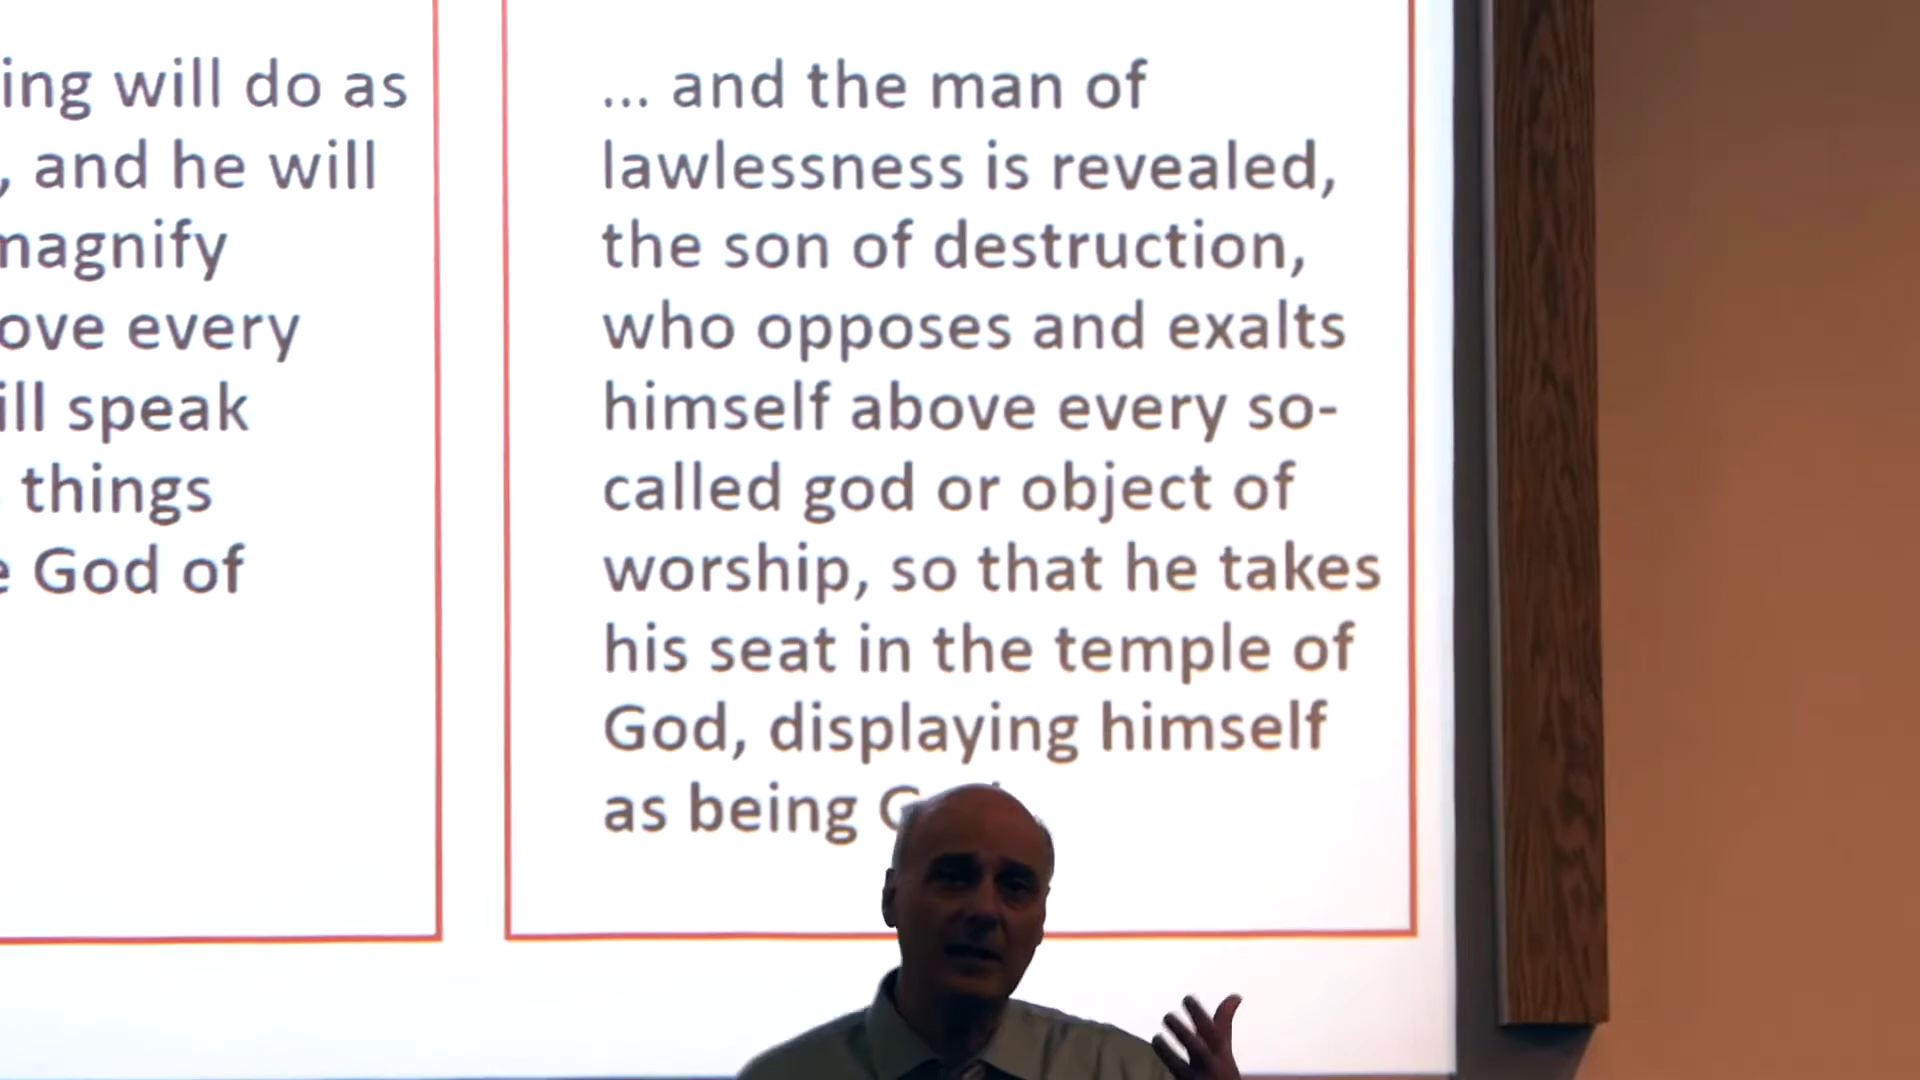 ing will do as
, and he will
magnify
ove every
ill speak
things
God of
... and the man of
lawlessness is revealed,
the son of destruction,
who opposes and exalts
himself above every so-
called god or object of
worship, so that he takes
his seat in the temple of
God, displaying himself
as being